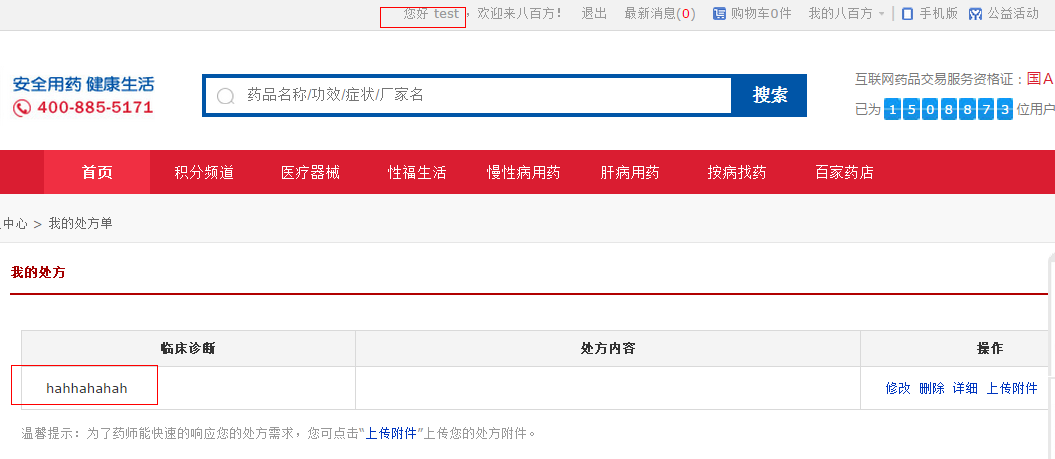 您好 test ，欢迎来八百方！ 退出 最新消息(0) 购物车0件 我的八百方 | 手机版 公益活动
安全用药 健康生活
400-885-5171
药品名称/功效/症状/厂家名 搜索
互联网药品交易服务资格证：国A
已为 1508873 位用户
首页 积分频道 医疗器械 性福生活 慢性病用药 肝病用药 按病找药 百家药店
中心 > 我的处方单
我的处方
临床诊断 处方内容 操作
hahhahahah 修改 删除 详细 上传附件
温馨提示：为了药师能快速的响应您的处方需求，您可点击“上传附件”上传您的处方附件。